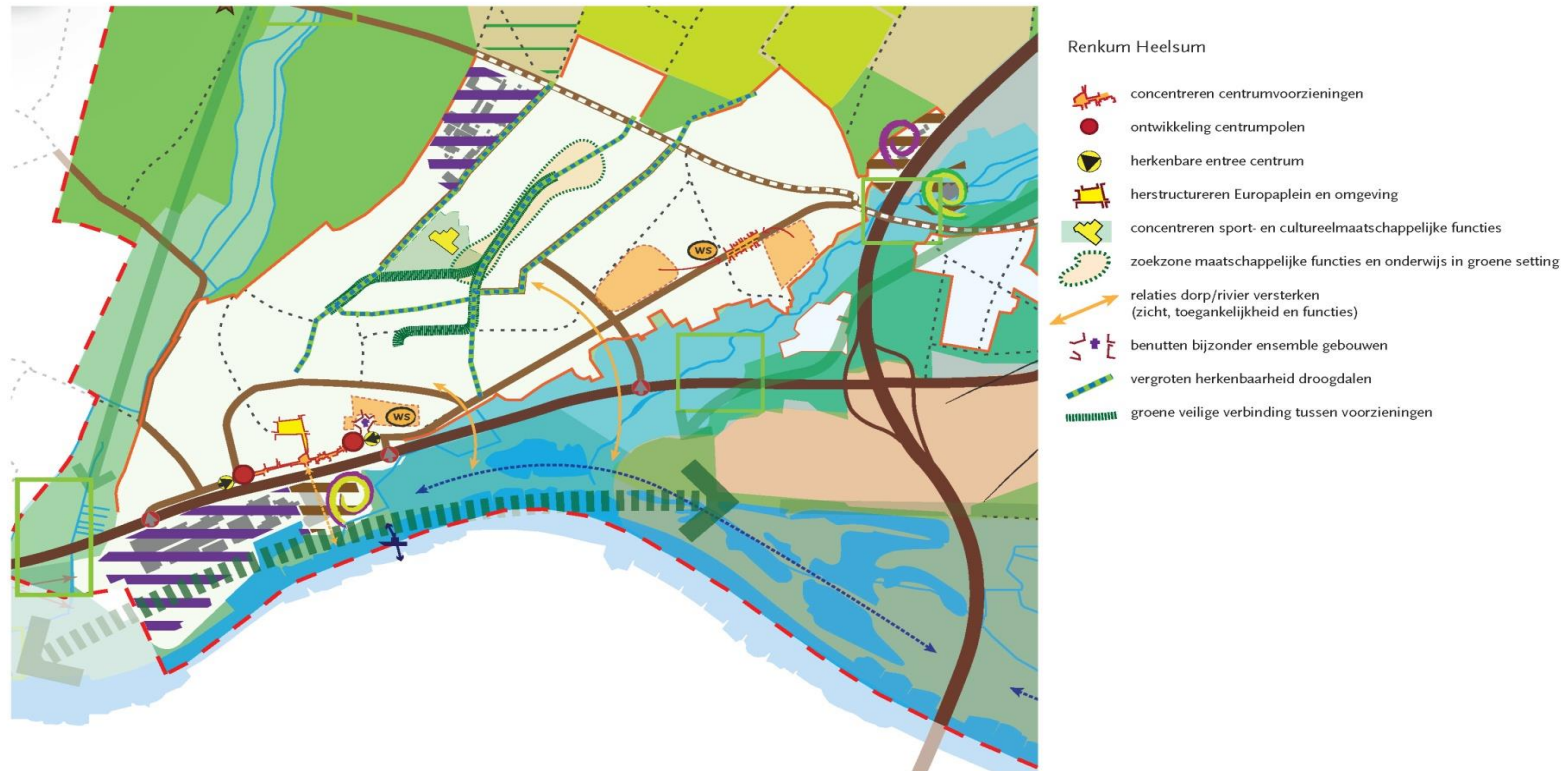 Renkum Heelsum
concentreren centrumvoorzieningen
ontwikkeling centrumpolen
herkenbare entree centrum
herstructureren Europaplein en omgeving
concentreren sport- en cultureelmaatschappelijke functies
zoekzone maatschappelijke functies en onderwijs in groene setting
relaties dorp/rivier versterken
(zicht, toegankelijkheid en functies)
benutten bijzonder ensemble gebouwen
vergroten herkenbaarheid droogdalen
groene veilige verbinding tussen voorzieningen
WS
WS